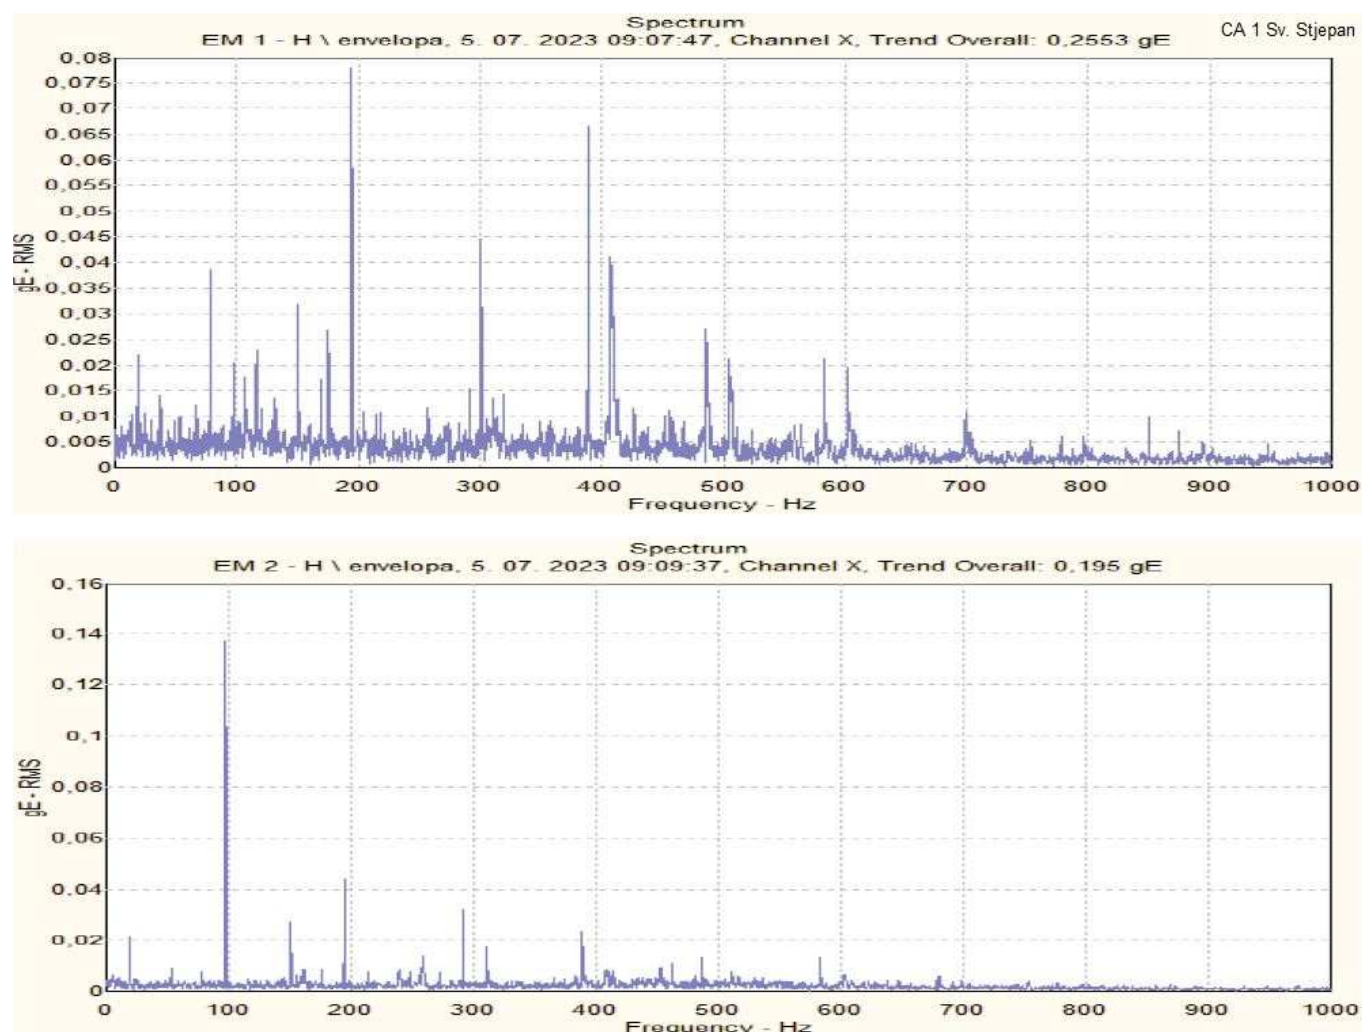 Spectrum
CA 1 Sv. Stjepan
EM 1 - H \ envelopa, 5. 07. 2023 09:07:47, Channel X, Trend Overall: 0,2553 gE
0.08
0.075
0.07
0.065
0.06
0,055
0,05
0.045
0,04
0,035
0.03
0.025
0.02
0.015
0,01
0.005
0
gE - RMS
0 100 200 300 400 500 600 700 800 900 1000
Frequency - Hz
Spectrum
EM 2 - H \ envelopa, 5. 07. 2023 09:09:37, Channel X, Trend Overall: 0,195 gE
0,16
0,14
0,12
0,1
0,08
0,06
0,04
0,02
0
gE - RMS
0 100 200 300 400 500 600 700 800 900 1000
Frequency - Hz